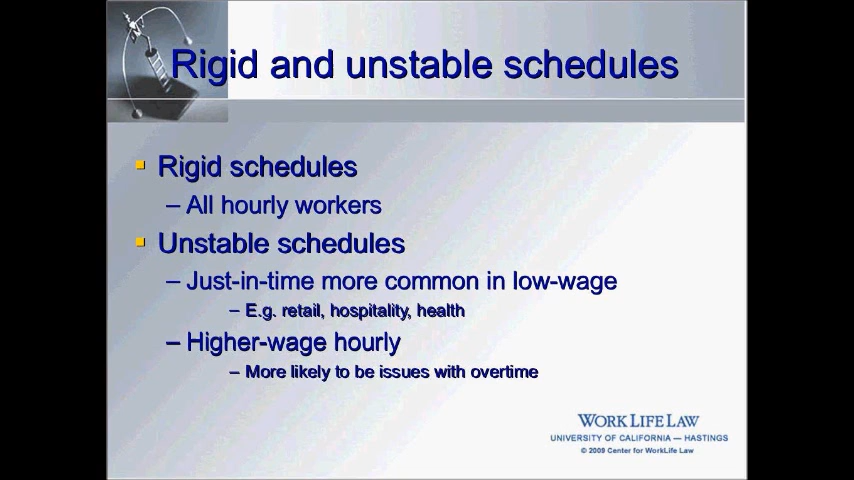 Rigid and unstable schedules
Rigid schedules
– All hourly workers
Unstable schedules
– Just-in-time more common in low-wage
– E.g. retail, hospitality, health
– Higher-wage hourly
– More likely to be issues with overtime
WORK LIFE LAW
UNIVERSITY OF CALIFORNIA — HASTINGS
© 2009 Center for WorkLife Law